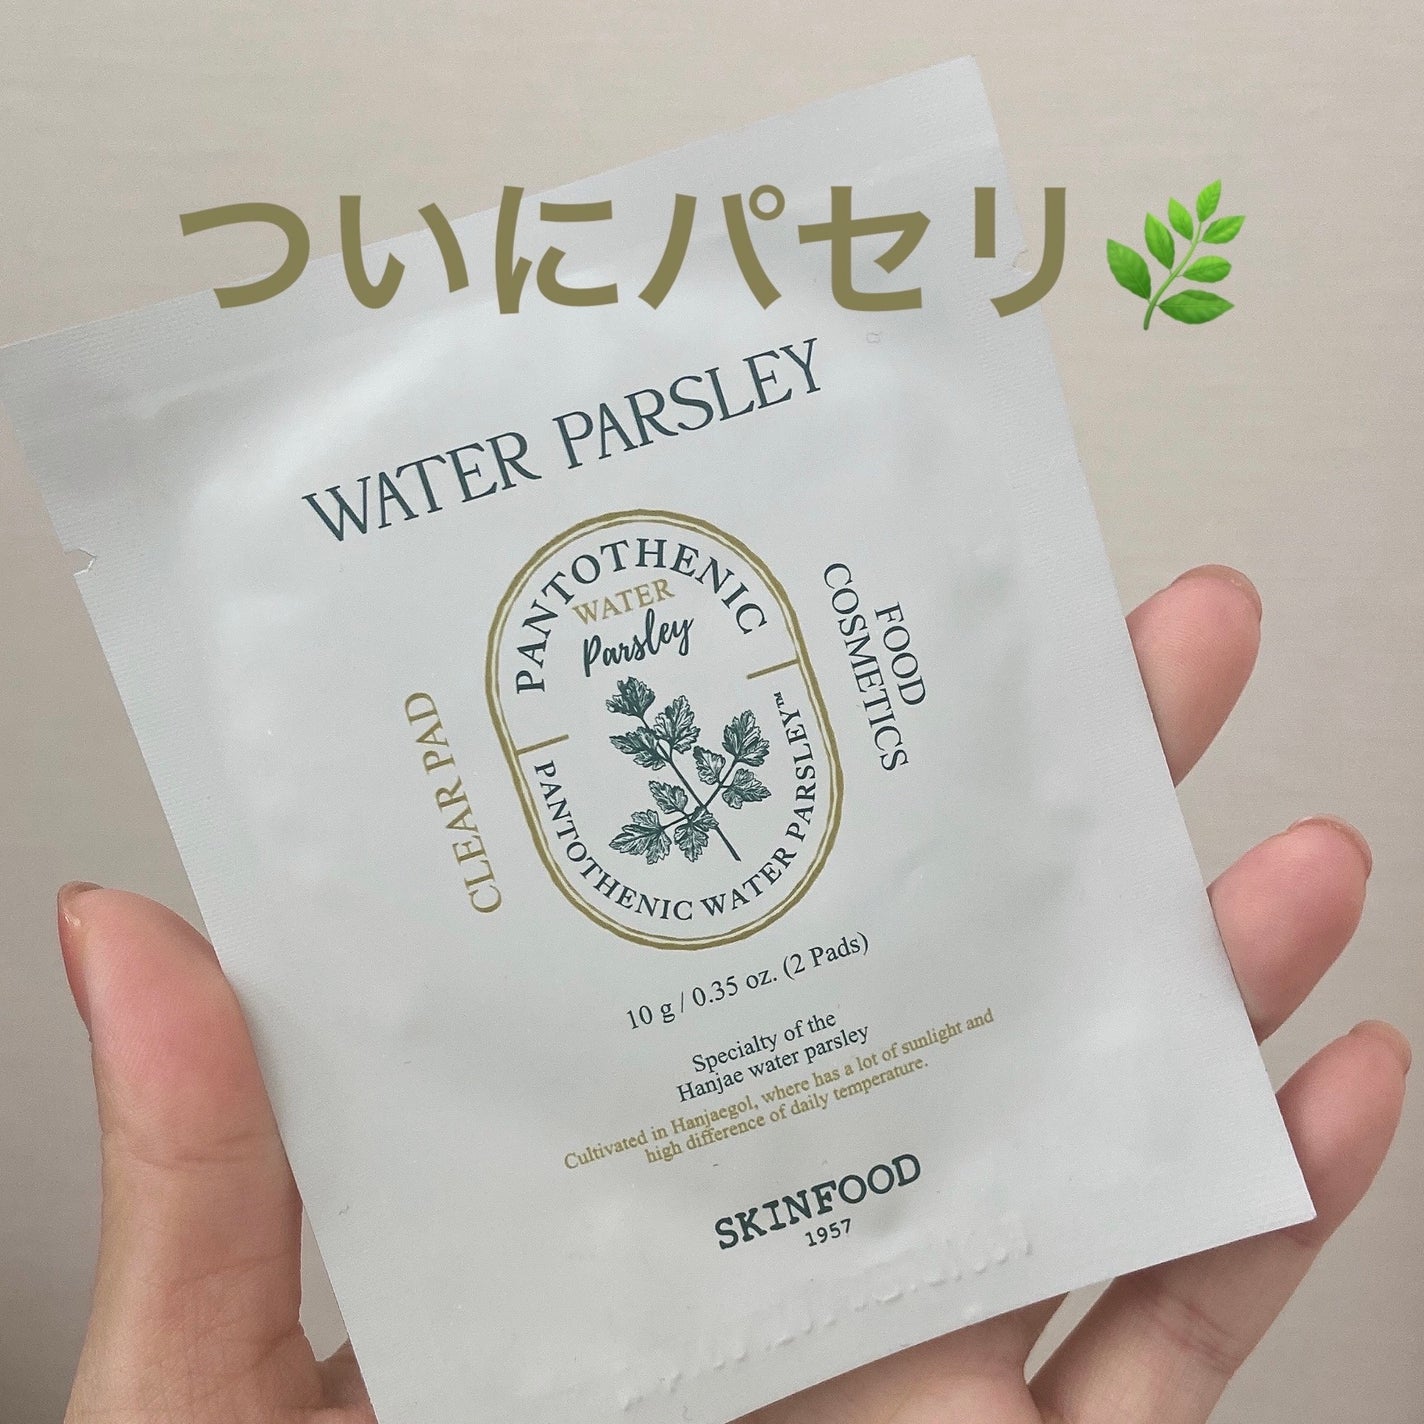 ついにパセリ🌿
WATER PARSLEY
PANTOTHENIC
WATER
Parsley
PANTOTHENIC WATER PARSLEY™
CLEAR PAD
FOOD
COSMETICS
10 g / 0.35 oz. (2 Pads)
Specialty of the
Hanjae water parsley
Cultivated in Hanjaegol, where has a lot of sunlight and
high difference of daily temperature.
SKINFOOD
1957